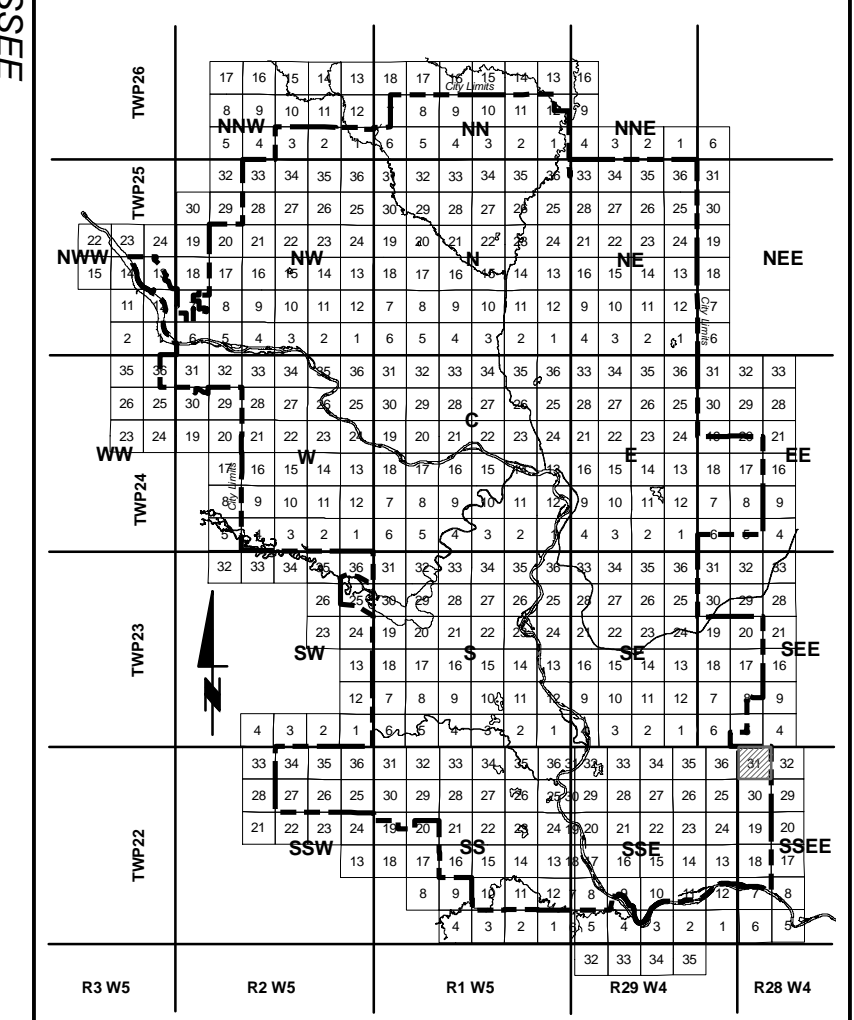 SSEE
TWP26
17 16 15 14 13 18 17 16 15 14 13 16
City Limits
8 9 10 11 12 8 9 10 11 12 9
NNW NN NNE
5 4 3 2 1 6 5 4 3 2 1 4 3 2 1 6
TWP25
32 33 34 35 36 31 32 33 34 35 36 33 34 35 36 31
30 29 28 27 26 25 30 29 28 27 26 25 28 27 26 25 30
22 23 24 19 20 21 22 23 24 19 20 21 22 23 24 21 22 23 24 19
NWW NW N NE NEE
15 14 18 17 16 15 14 13 18 17 16 15 14 13 16 15 14 13 18
11 8 9 10 11 12 7 8 9 10 11 12 9 10 11 12 7
City Limits
2 6 5 4 3 2 1 6 5 4 3 2 1 4 3 2 1 6
35 36 31 32 33 34 35 36 31 32 33 34 35 36 33 34 35 36 31 32 33
26 25 30 29 28 27 26 25 30 29 28 27 26 25 28 27 26 25 30 29 28
C
23 24 19 20 21 22 23 24 19 20 21 22 23 24 21 22 23 24 19 20 21
WW W E EE
TWP24
17 16 15 14 13 18 17 16 15 14 13 16 15 14 13 18 17 16
City Limits
8 9 10 11 12 7 8 9 10 11 12 9 10 11 12 7 8 9
5 4 3 2 1 6 5 4 3 2 1 4 3 2 1 6 5 4
32 33 34 35 36 31 32 33 34 35 36 33 34 35 36 31 32 33
26 25 30 29 28 27 26 25 28 27 26 25 30 29 28
TWP23
N
23 24 19 20 21 22 23 24 21 22 23 24 19 20 21
SW S SE SEE
13 18 17 16 15 14 13 16 15 14 13 18 17 16
12 7 8 9 10 11 12 9 10 11 12 7 8 9
4 3 2 1 6 5 4 3 2 1 4 3 2 1 6 4
33 34 35 36 31 32 33 34 35 36 31 32 33 34 35 36 31 32
28 27 26 25 30 29 28 27 26 25 30 29 28 27 26 25 30 29
TWP22
21 22 23 24 19 20 21 22 23 24 19 20 21 22 23 24 19 20
SSW SS SSE SSEE
13 18 17 16 15 14 13 18 17 16 15 14 13 18 17
8 9 10 11 12 7 8 9 10 11 12 7 8
4 3 2 1 6 5 4 3 2 1 6 5
32 33 34 35
R3 W5 R2 W5 R1 W5 R29 W4 R28 W4